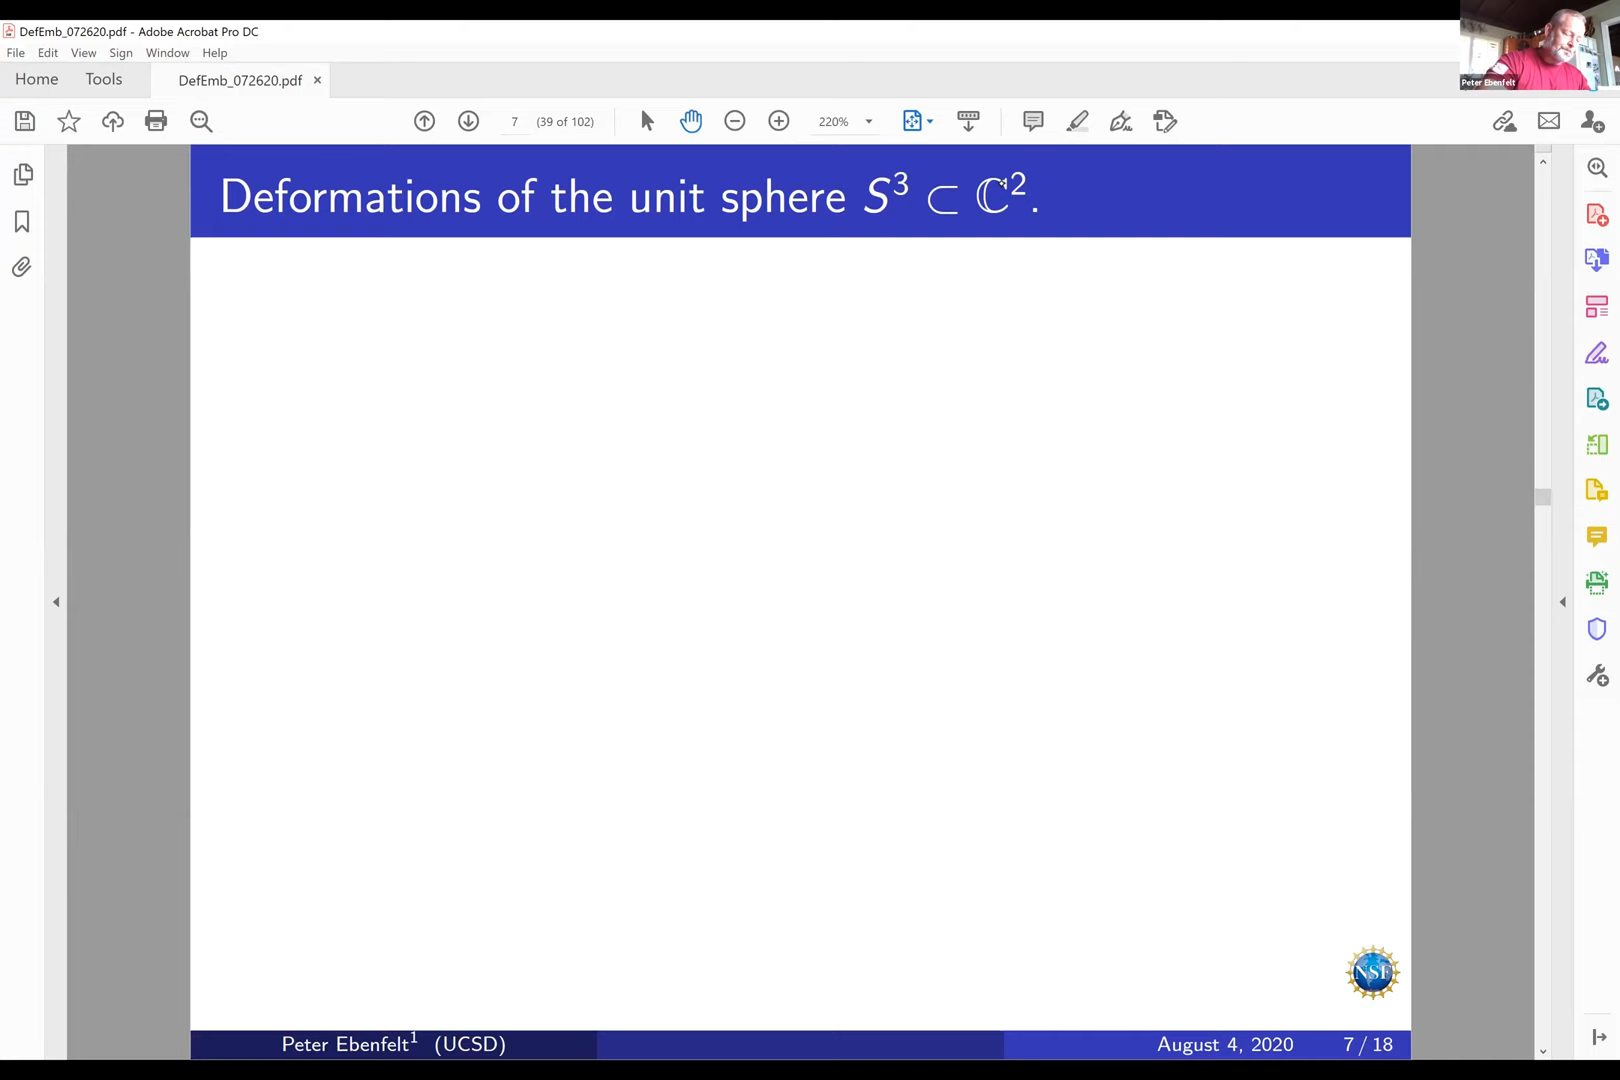 DefEmb_072620.pdf - Adobe Acrobat Pro DC
File Edit View Sign Window Help
Home Tools DefEmb_072620.pdf ×
7 (39 of 102) 220%
Peter Ebenfelt
Deformations of the unit sphere S³ ⊂ ℂ².
NSF
Peter Ebenfelt¹ (UCSD) August 4, 2020 7 / 18